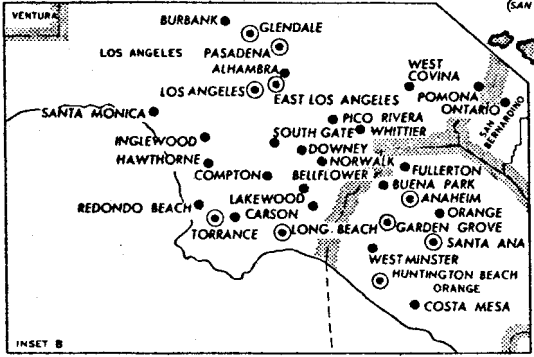 (SAN
VENTURA
BURBANK
GLENDALE
LOS ANGELES
PASADENA
ALHAMBRA
WEST
COVINA
LOS ANGELES
EAST LOS ANGELES
POMONA
ONTARIO
SAN
BERNARDINO
SANTA MONICA
PICO RIVERA
WHITTIER
INGLEWOOD
SOUTH GATE
DOWNEY
HAWTHORNE
NORWALK
COMPTON
BELLFLOWER
FULLERTON
BUENA PARK
ANAHEIM
REDONDO BEACH
LAKEWOOD
CARSON
ORANGE
TORRANCE
LONG BEACH
GARDEN GROVE
SANTA ANA
WESTMINSTER
HUNTINGTON BEACH
ORANGE
COSTA MESA
INSET B